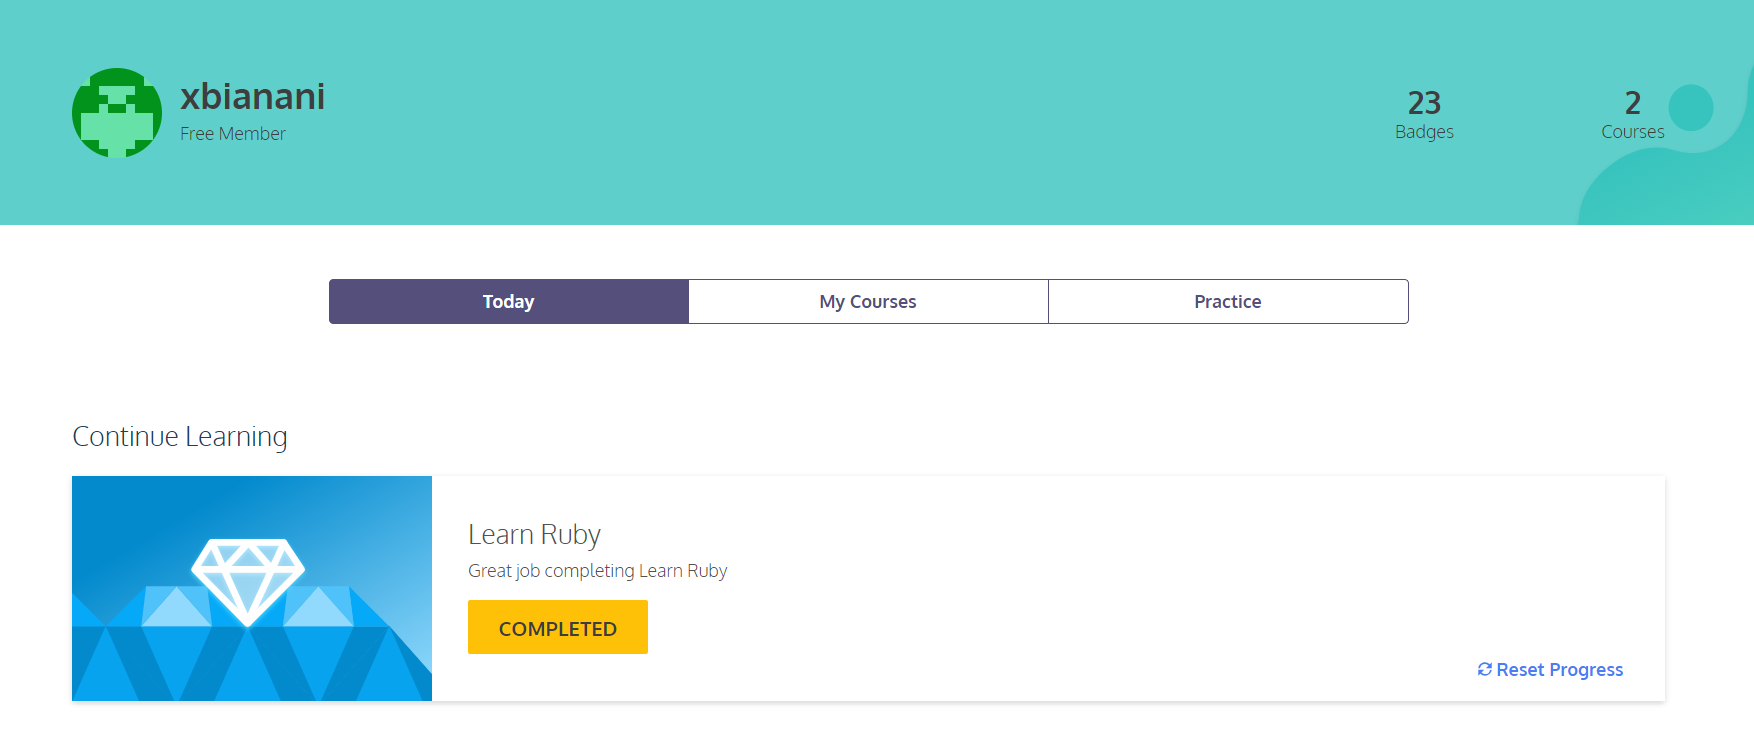 xbianani
Free Member
23
Badges
2
Courses
Today
My Courses
Practice
Continue Learning
Learn Ruby
Great job completing Learn Ruby
COMPLETED
Reset Progress